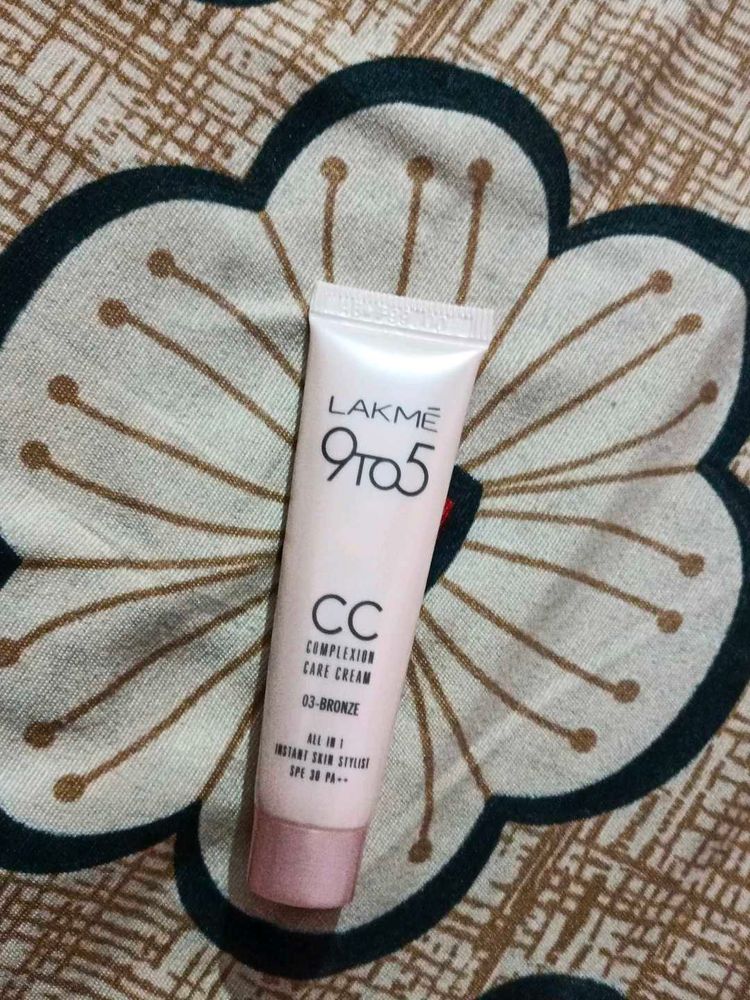 LAKMĒ
9TO5
CC
COMPLEXION
CARE CREAM
03-BRONZE
ALL IN 1
INSTANT SKIN STYLIST
SPF 30 PA++